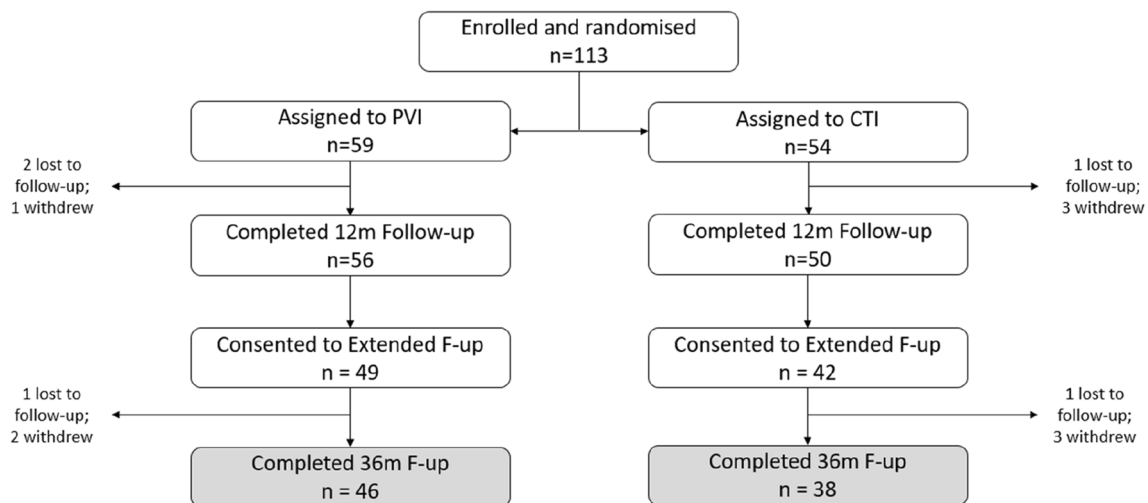 Enrolled and randomised
n=113
Assigned to PVI
n=59
Assigned to CTI
n=54
2 lost to
follow-up;
1 withdrew
1 lost to
follow-up;
3 withdrew
Completed 12m Follow-up
n=56
Completed 12m Follow-up
n=50
Consented to Extended F-up
n = 49
Consented to Extended F-up
n = 42
1 lost to
follow-up;
2 withdrew
1 lost to
follow-up;
3 withdrew
Completed 36m F-up
n = 46
Completed 36m F-up
n = 38